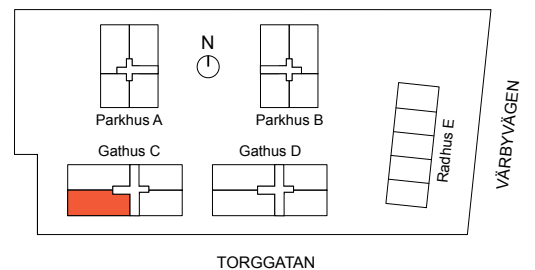 N
Parkhus A
Parkhus B
Gathus C
Gathus D
Radhus E
VÄRBYVÄGEN
TORGGATAN